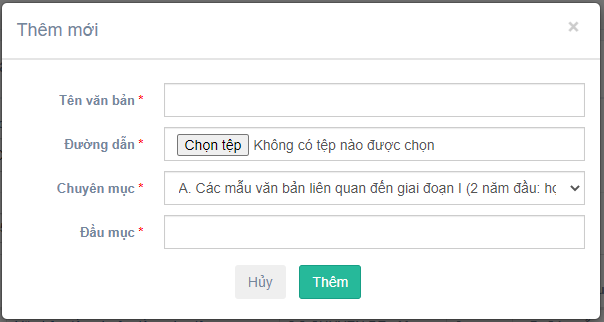 Thêm mới
×
Tên văn bản *
Đường dẫn *
Chọn tệp Không có tệp nào được chọn
Chuyên mục *
A. Các mẫu văn bản liên quan đến giai đoạn I (2 năm đầu: họ
Đầu mục *
Hủy
Thêm